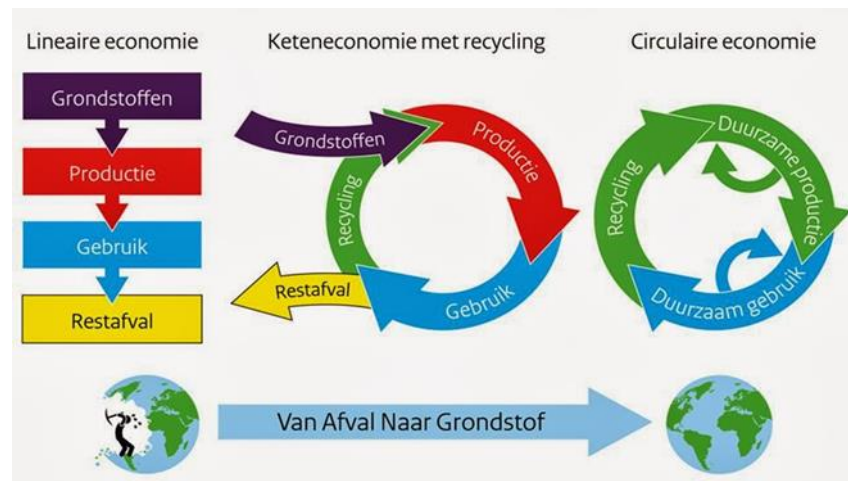 Lineaire economie
Grondstoffen
Productie
Gebruik
Restafval
Keteneconomie met recycling
Grondstoffen
Productie
Gebruik
Recycling
Restafval
Circulaire economie
Duurzame productie
Duurzaam gebruik
Recycling
Van Afval Naar Grondstof